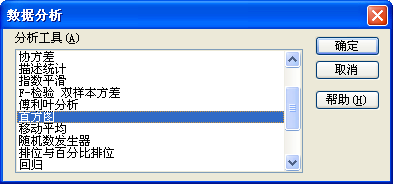 数据分析
分析工具(A)
协方差
描述统计
指数平滑
F-检验 双样本方差
傅利叶分析
直方图
移动平均
随机数发生器
排位与百分比排位
回归
确定
取消
帮助(H)